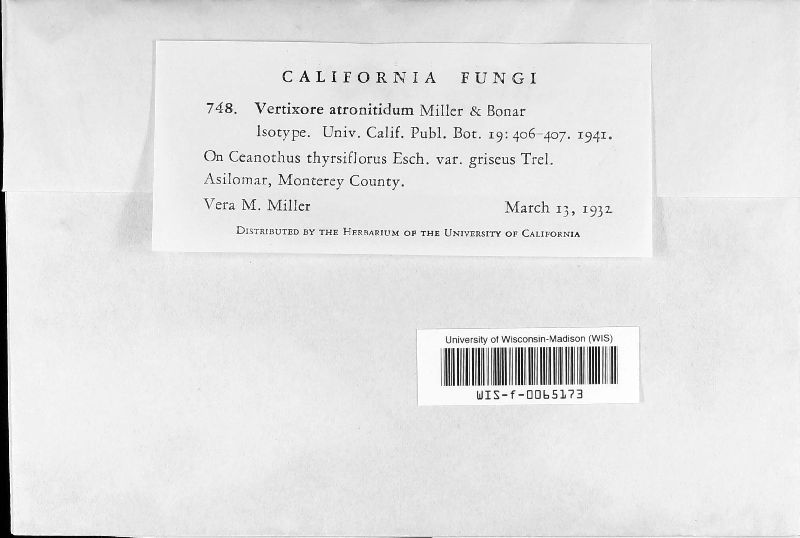 CALIFORNIA FUNGI
748. Vertixore atronitidum Miller & Bonar
Isotype. Univ. Calif. Publ. Bot. 19: 406–407. 1941.
On Ceanothus thyrsiflorus Esch. var. griseus Trel.
Asilomar, Monterey County.
Vera M. Miller March 13, 1932
Distributed by the Herbarium of the University of California
University of Wisconsin-Madison (WIS)
WIS-f-0065173